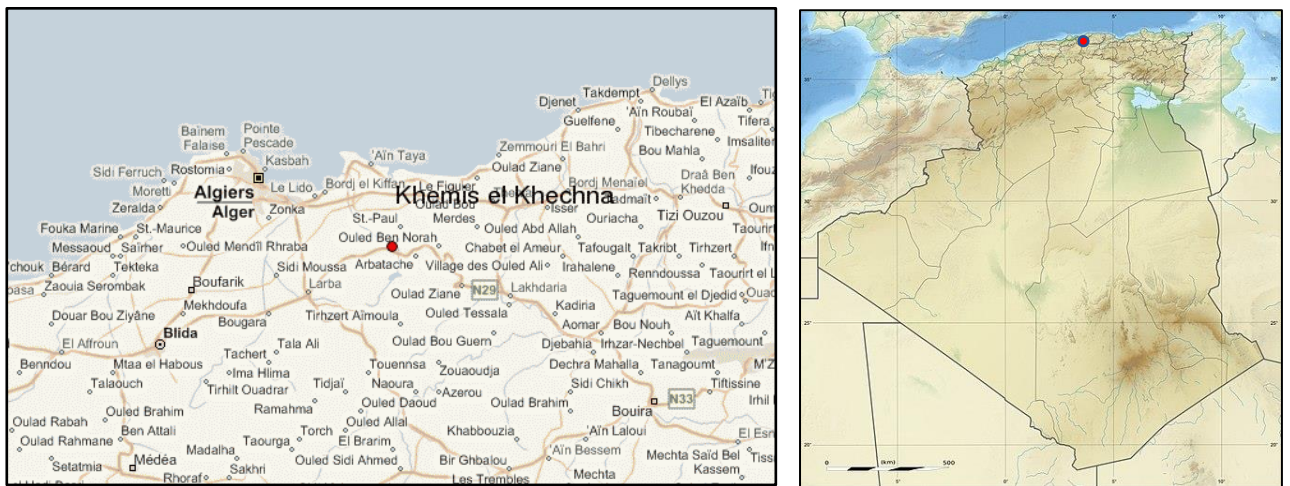 Dellys
Takdempt
Djenet
El Azaïb
'Aïn Roubaï
Guelfene
Tifera
Tibecharene
Baïnem
Falaise
Pointe
Pescade
Imsaliter
Kasbah
Zemmouri El Bahri
Bou Mahla
'Aïn Taya
Oulad Ziane
Sidi Ferruch
Rostomia
Draâ Ben
Khedda
Moretti
Algiers
Alger
Le Lido
Bordj el Kiffan
Le Figuier
Bordj Menaïel
Khemis el Khechna
Zeralda
Zonka
Isser
Tizi Ouzou
St.-Paul
Merdes
Ouriacha
Fouka Marine
St.-Maurice
Ouled Abd Allah
Ouled Ben Norah
Messaoud
Saïmer
Ouled Mendïl Rhraba
Chabet el Ameur
Tafougalt
Takribt
Tirhzert
Bérard
Tekteka
Sidi Moussa
Arbatache
Village des Ouled Ali
Irahalene
Renndoussa
Taourirt el L
Zaouia Serombak
Boufarik
Larba
Oulad Ziane
N29
Lakhdaria
Taguemount el Djedid
Mekhdoufa
Ouled Tessala
Kadiria
Douar Bou Ziyâne
Bougara
Tirhzert Aïmoula
Aomar
Bou Nouh
Aït Khalfa
Blida
El Affroun
Tala Ali
Oulad Bou Guern
Djebahia
Irhzar-Nechbel
Taguemount
Benndou
Mtaa el Habous
Tachert
Touennsa
Zouaoudja
Dechra Mahalla
Tanagoumt
Ima Hlima
Talaouch
Tirhilt Ouadrar
Tidjaï
Naoura
Azerou
Sidi Chikh
Tiftissine
Ramahma
Ouled Daoud
Oulad Brahim
N33
Ouled Brahim
Bouira
Oulad Rabah
Ben Attali
Torch
Ouled Allal
Khabbouzia
'Aïn Laloui
Oulad Rahmane
Madalha
Taourga
El Brarim
'Aïn Bessem
El Esn
Setatmia
Médéa
Sakhri
Ouled Sidi Ahmed
Bir Ghbalou
Mechta Saïd Bel
Kassem
Rhoraf
Les Trembles
Mechta
0
(km)
500